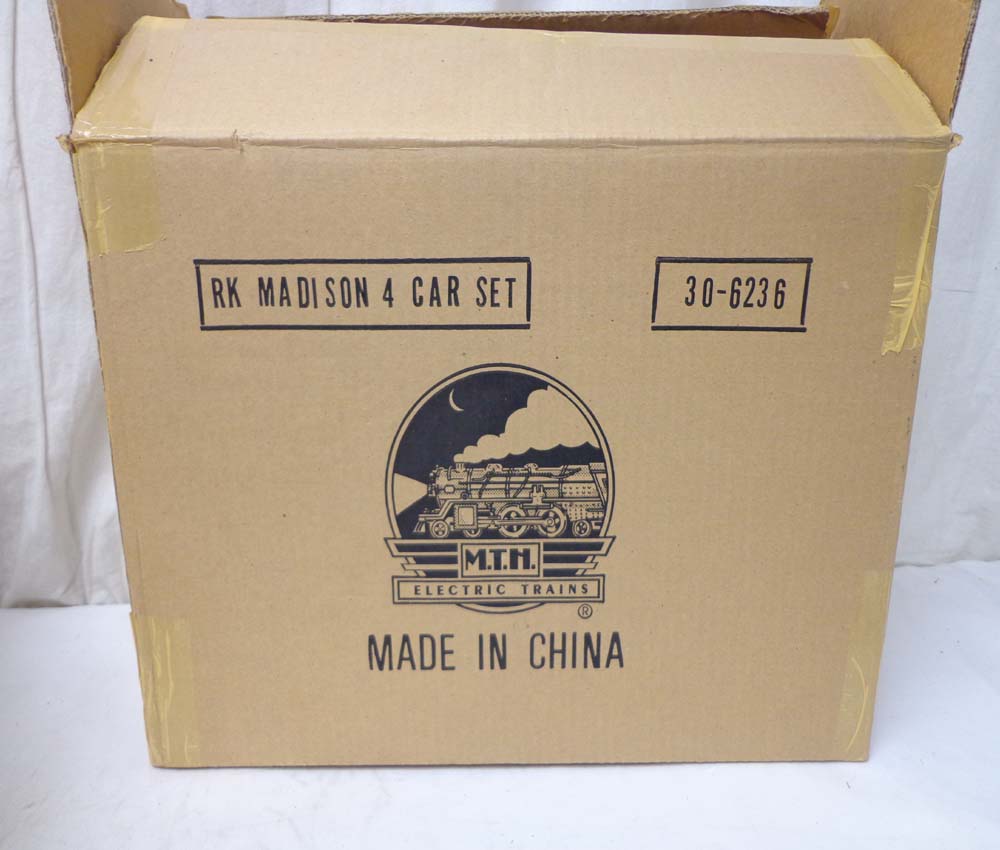 RK MADISON 4 CAR SET
30-6236
M.T.H.
ELECTRIC TRAINS
®
MADE IN CHINA